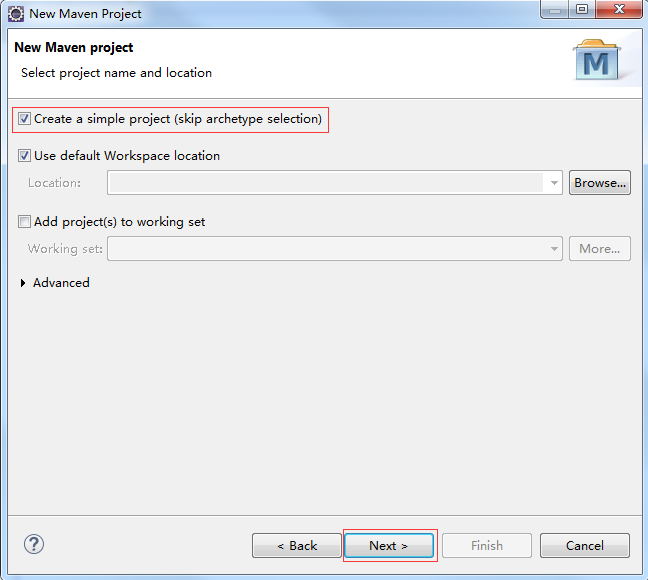 New Maven Project
New Maven project
Select project name and location
M
Create a simple project (skip archetype selection)
Use default Workspace location
Location:
Browse...
Add project(s) to working set
Working set:
More...
Advanced
?
< Back
Next >
Finish
Cancel